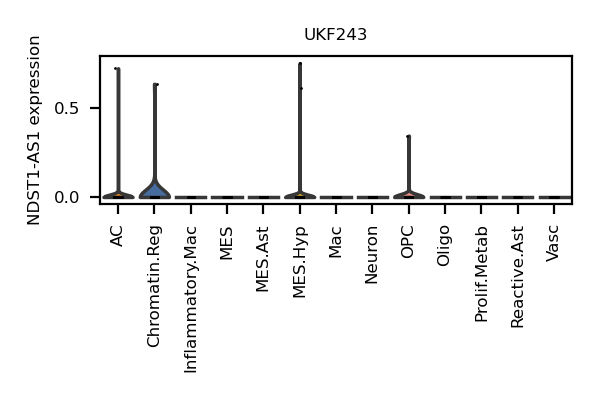 UKF243
NDST1-AS1 expression
0.5
0.0
AC
Chromatin.Reg
Inflammatory.Mac
MES
MES.Ast
MES.Hyp
Mac
Neuron
OPC
Oligo
Prolif.Metab
Reactive.Ast
Vasc